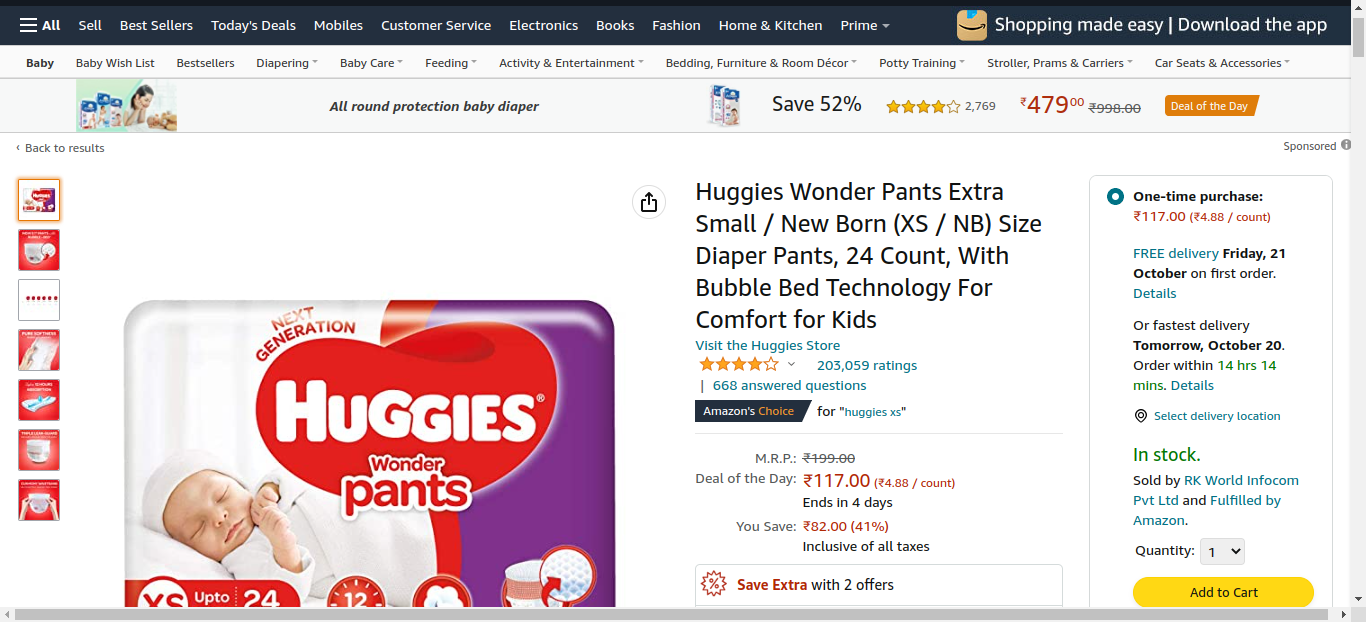 All Sell Best Sellers Today's Deals Mobiles Customer Service Electronics Books Fashion Home & Kitchen Prime Shopping made easy | Download the app
Baby Baby Wish List Bestsellers Diapering Baby Care Feeding Activity & Entertainment Bedding, Furniture & Room Décor Potty Training Stroller, Prams & Carriers Car Seats & Accessories
All round protection baby diaper Save 52% 2,769 ₹47900 ₹998.00 Deal of the Day
‹ Back to results
Sponsored
NEXT
GENERATION
HUGGIES®
Wonder
pants
XS Upto 24
12
PURE SOFTNESS
Huggies Wonder Pants Extra
Small / New Born (XS / NB) Size
Diaper Pants, 24 Count, With
Bubble Bed Technology For
Comfort for Kids
Visit the Huggies Store
203,059 ratings
| 668 answered questions
Amazon's Choice for "huggies xs"
M.R.P.: ₹199.00
Deal of the Day: ₹117.00 (₹4.88 / count)
Ends in 4 days
You Save: ₹82.00 (41%)
Inclusive of all taxes
Save Extra with 2 offers
One-time purchase:
₹117.00 (₹4.88 / count)
FREE delivery Friday, 21
October on first order.
Details
Or fastest delivery
Tomorrow, October 20.
Order within 14 hrs 14
mins. Details
Select delivery location
In stock.
Sold by RK World Infocom
Pvt Ltd and Fulfilled by
Amazon.
Quantity: 1
Add to Cart